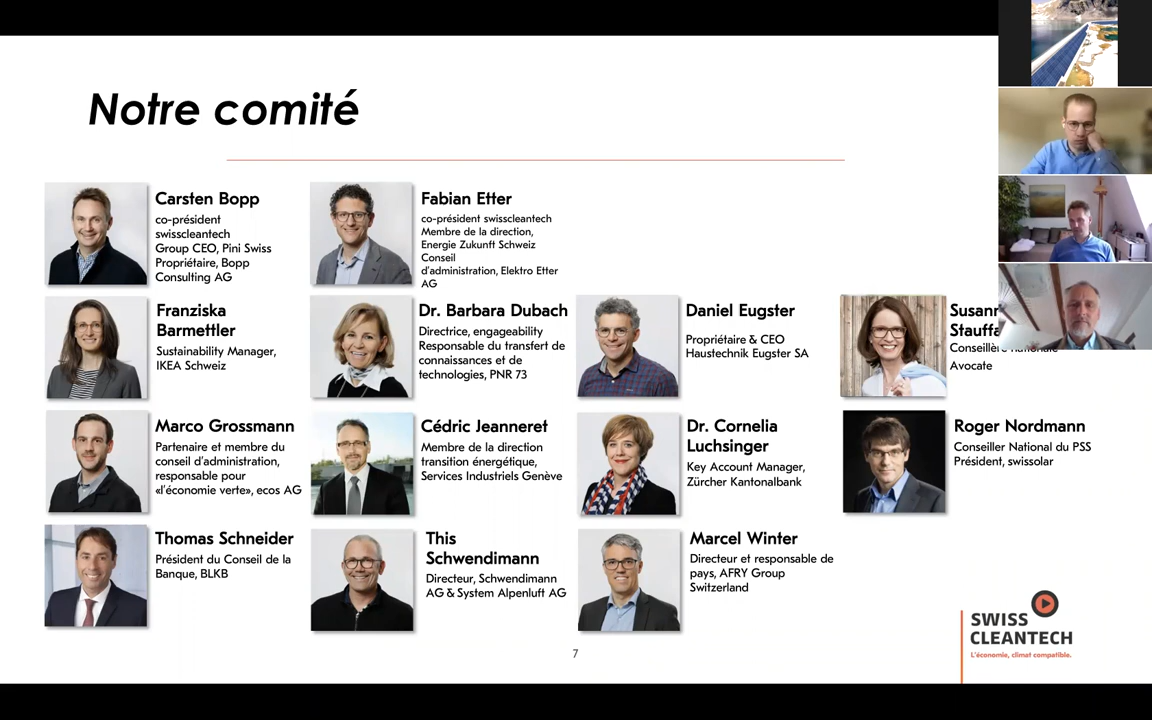 Notre comité
Carsten Bopp
co-président
swisscleantech
Group CEO, Pini Swiss
Propriétaire, Bopp
Consulting AG
Fabian Etter
co-président swisscleantech
Membre de la direction,
Energie Zukunft Schweiz
Conseil
d'administration, Elektro Etter
AG
Franziska
Barmettler
Sustainability Manager,
IKEA Schweiz
Dr. Barbara Dubach
Directrice, engageability
Responsable du transfert de
connaissances et de
technologies, PNR 73
Daniel Eugster
Propriétaire & CEO
Haustechnik Eugster SA
Conseillère nationale
Avocate
Marco Grossmann
Partenaire et membre du
conseil d'administration,
responsable pour
«l'économie verte», ecos AG
Cédric Jeanneret
Membre de la direction
transition énergétique,
Services Industriels Genève
Dr. Cornelia
Luchsinger
Key Account Manager,
Zürcher Kantonalbank
Roger Nordmann
Conseiller National du PSS
Président, swissolar
Thomas Schneider
Président du Conseil de la
Banque, BLKB
This
Schwendimann
Directeur, Schwendimann
AG & System Alpenluft AG
Marcel Winter
Directeur et responsable de
pays, AFRY Group
Switzerland
7
SWISS
CLEANTECH
L'économie, climat compatible.